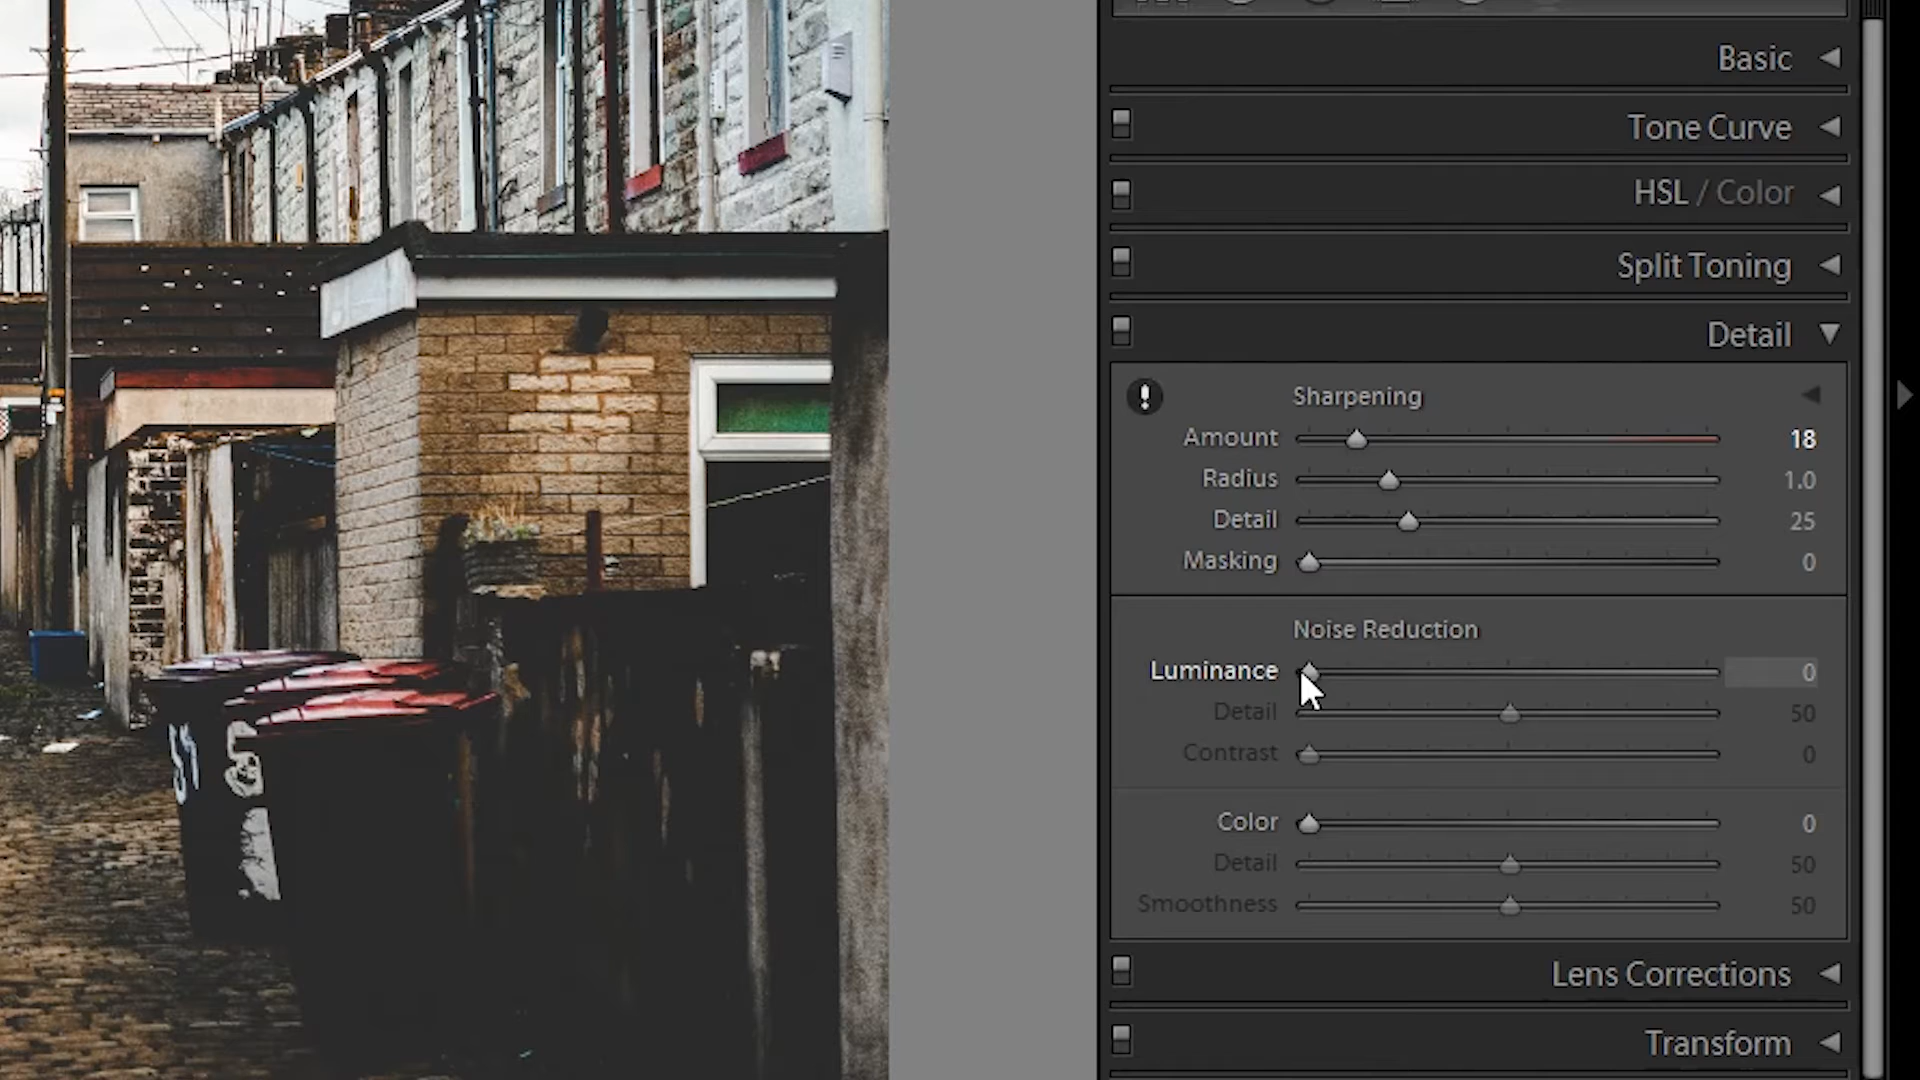 Basic
Tone Curve
HSL / Color
Split Toning
Detail
Sharpening
Amount 18
Radius 1.0
Detail 25
Masking 0
Noise Reduction
Luminance 0
Detail 50
Contrast 0
Color 0
Detail 50
Smoothness 50
Lens Corrections
Transform